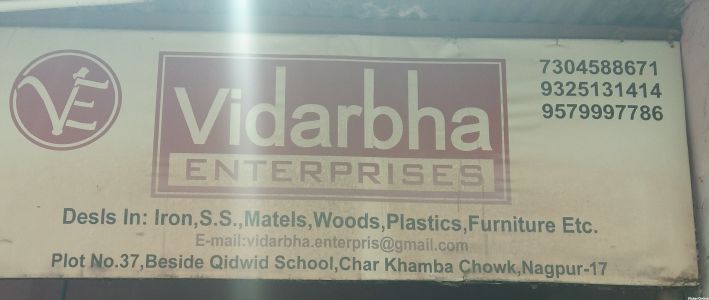 VE
Vidarbha
ENTERPRISES
7304588671
9325131414
9579997786
Desls In: Iron,S.S.,Matels,Woods,Plastics,Furniture Etc.
E-mail:vidarbha.enterpris@gmail.com
Plot No.37,Beside Qidwid School,Char Khamba Chowk,Nagpur-17